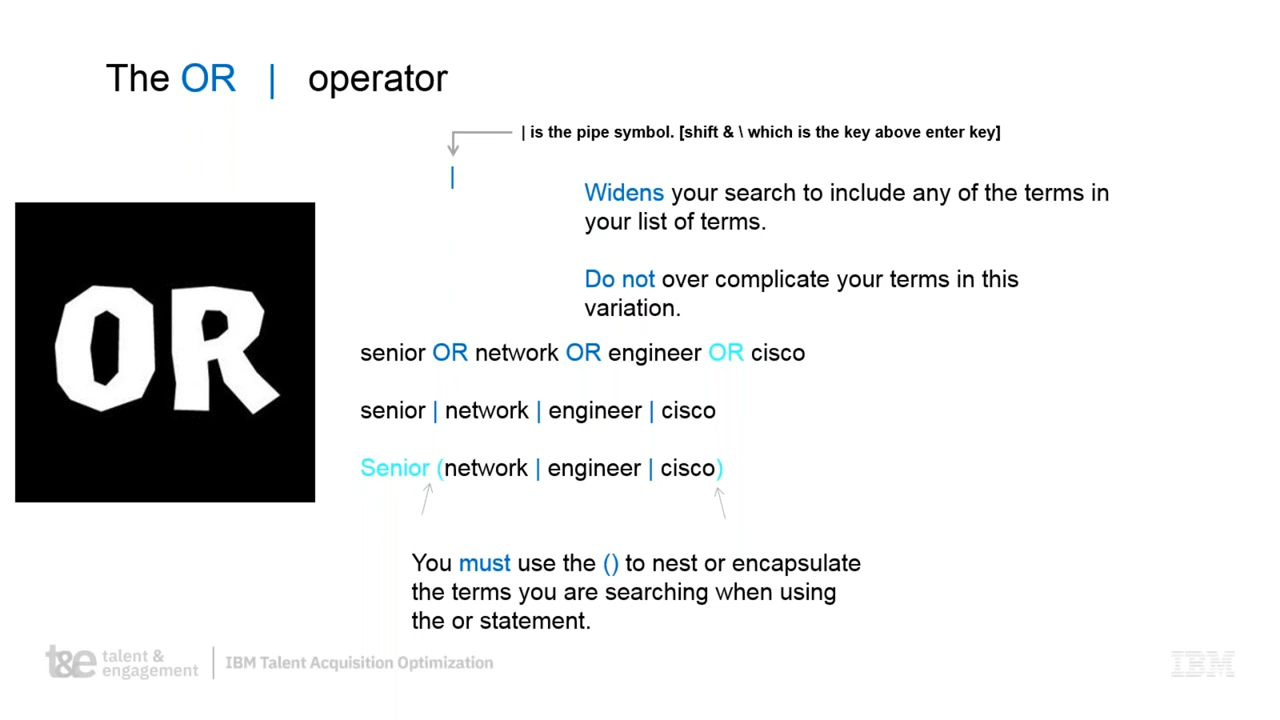 The OR | operator
| is the pipe symbol. [shift & \ which is the key above enter key]
|
Widens your search to include any of the terms in
your list of terms.
Do not over complicate your terms in this
variation.
OR
senior OR network OR engineer OR cisco
senior | network | engineer | cisco
Senior (network | engineer | cisco)
You must use the () to nest or encapsulate
the terms you are searching when using
the or statement.
t&e talent &
engagement
IBM Talent Acquisition Optimization
IBM